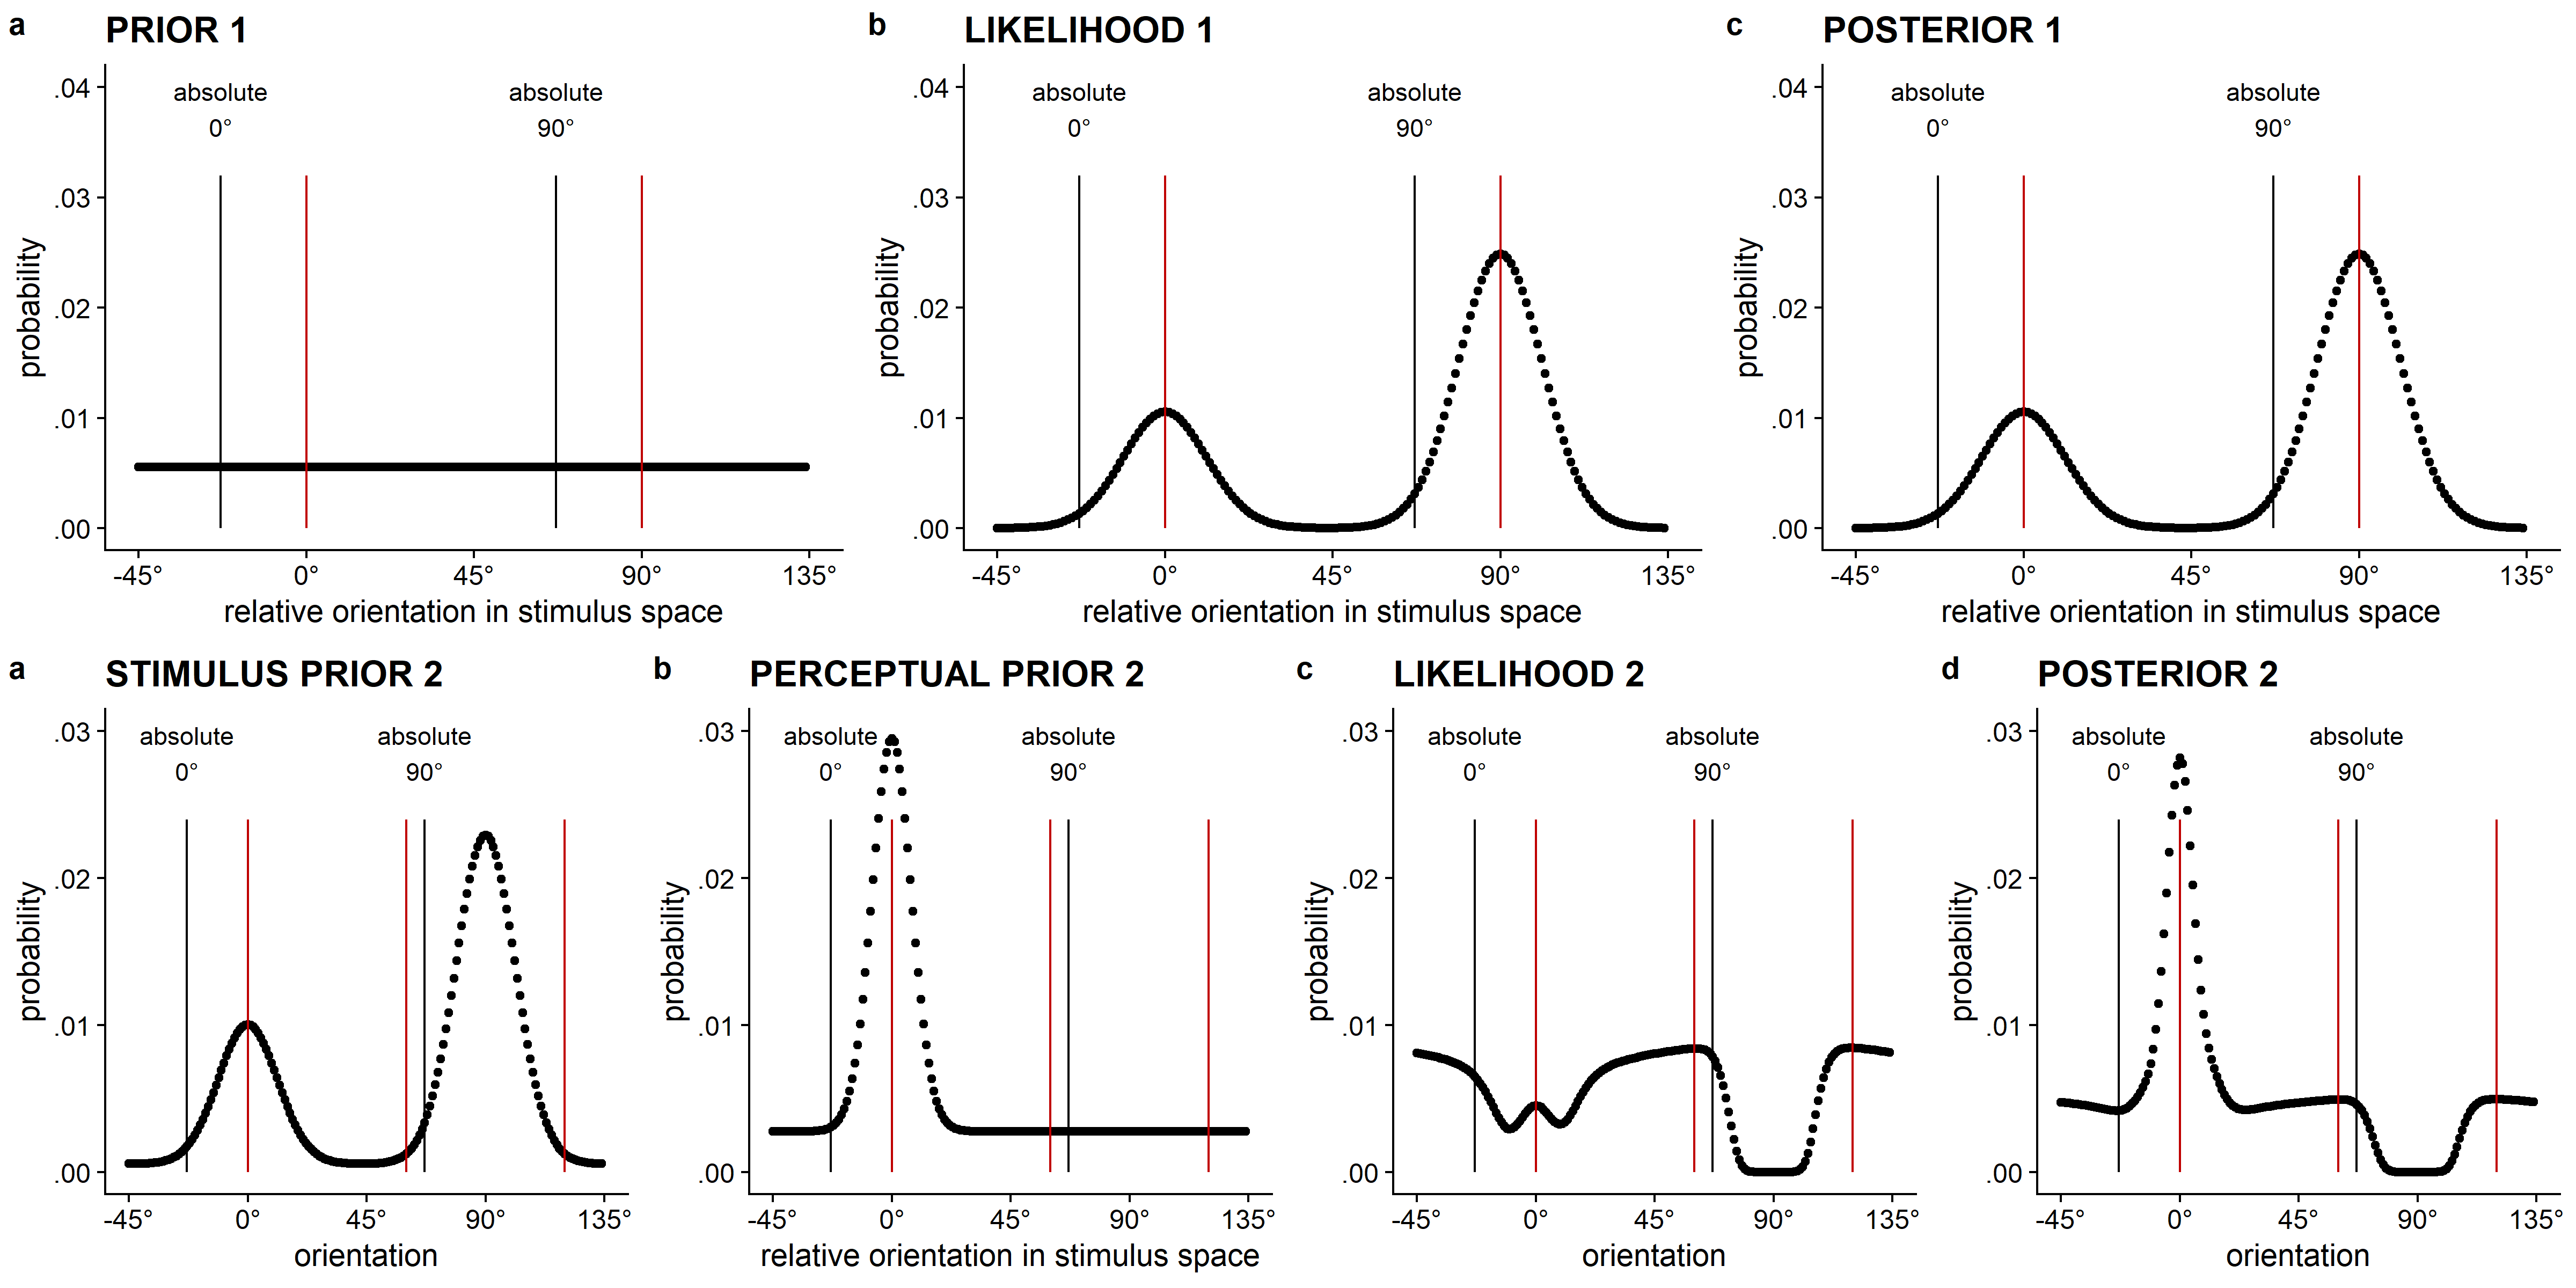 a PRIOR 1
absolute 0°
absolute 90°
.04
.03
.02
.01
.00
probability
-45° 0° 45° 90° 135°
relative orientation in stimulus space
b LIKELIHOOD 1
absolute 0°
absolute 90°
.04
.03
.02
.01
.00
probability
-45° 0° 45° 90° 135°
relative orientation in stimulus space
c POSTERIOR 1
absolute 0°
absolute 90°
.04
.03
.02
.01
.00
probability
-45° 0° 45° 90° 135°
relative orientation in stimulus space
a STIMULUS PRIOR 2
absolute 0°
absolute 90°
.03
.02
.01
.00
probability
-45° 0° 45° 90° 135°
orientation
b PERCEPTUAL PRIOR 2
absolute 0°
absolute 90°
.03
.02
.01
.00
probability
-45° 0° 45° 90° 135°
relative orientation in stimulus space
c LIKELIHOOD 2
absolute 0°
absolute 90°
.03
.02
.01
.00
probability
-45° 0° 45° 90° 135°
orientation
d POSTERIOR 2
absolute 0°
absolute 90°
.03
.02
.01
.00
probability
-45° 0° 45° 90° 135°
orientation